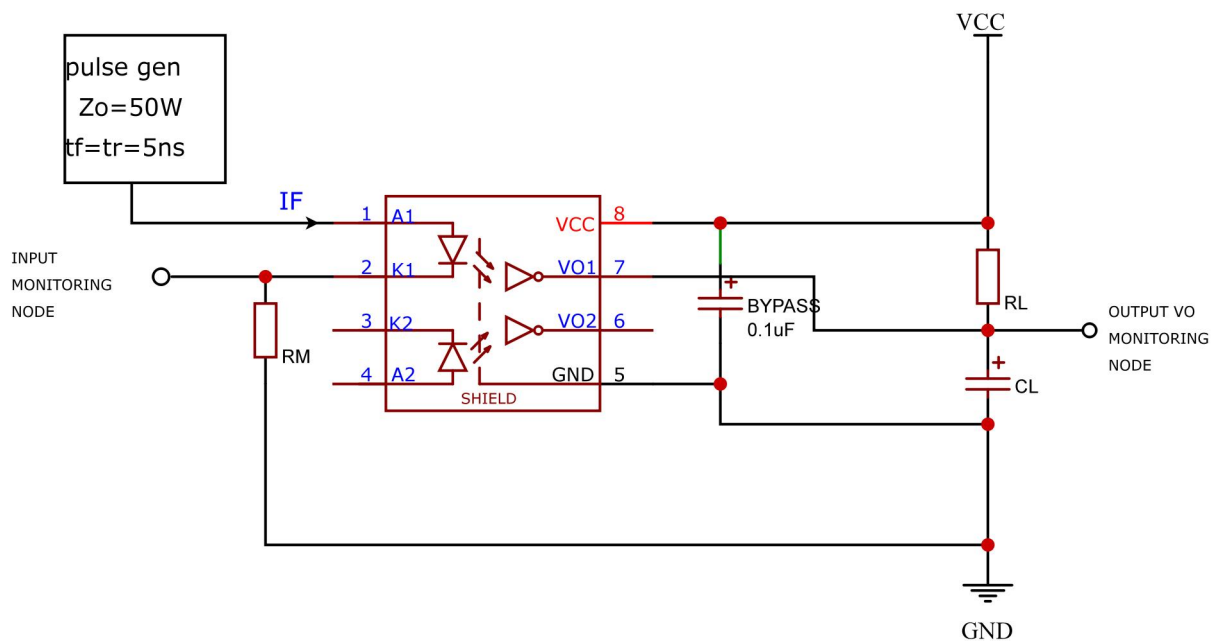 VCC
pulse gen
Zo=50W
tf=tr=5ns
IF
1 A1
VCC 8
INPUT
MONITORING
NODE
2 K1
VO1 7
+
BYPASS
0.1uF
RL
OUTPUT VO
MONITORING
NODE
3 K2
VO2 6
RM
+
CL
4 A2
GND 5
SHIELD
GND